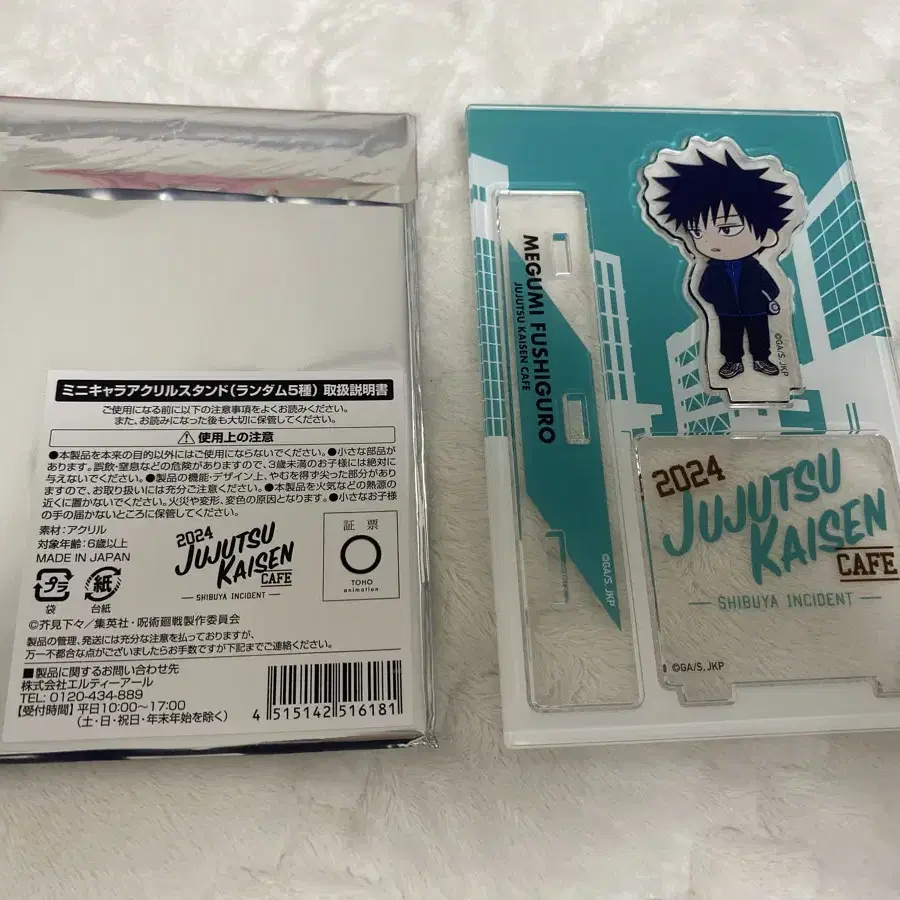 ミニキャラアクリルスタンド(ランダム5種) 取扱説明書
ご使用になる前に以下の注意事項をよくお読みください。
また、お読みになった後も大切に保管してください。
⚠使用上の注意
●本製品を本来の目的以外にはご使用にならないでください。●小さな部品が
あります。誤飲・窒息などの危険がありますので、3歳未満のお子様には絶対に
与えないでください。●製品の機能・デザイン上、やむを得ず尖った部分があり
ますので、お取り扱いには充分ご注意ください。●本製品を火気などの熱源の
近くに置かないでください。火災や変形、変色の原因となります。●小さなお子様
の手の届かないところに保管してください。
素材:アクリル
対象年齢:6歳以上
MADE IN JAPAN
プラ
袋
紙
台紙
2024
JUJUTSU
KAISEN
CAFE
SHIBUYA INCIDENT
証票
TOHO
animation
©芥見下々/集英社・呪術廻戦製作委員会
製品の管理、発送には充分な注意を払っておりますが、
万一不都合な点がございましたらお手数ですが下記までご連絡ください。
■製品に関するお問い合わせ先
株式会社エルティーアール
TEL: 0120-434-889
【受付時間】平日10:00〜17:00
(土・日・祝日・年末年始を除く)
4 515142 516181
MEGUMI FUSHIGURO
JUJUTSU KAISEN CAFE
©GA/S, JKP
©GA/S, JKP
2024
JUJUTSU
KAISEN
CAFE
SHIBUYA INCIDENT
©GA/S, JKP